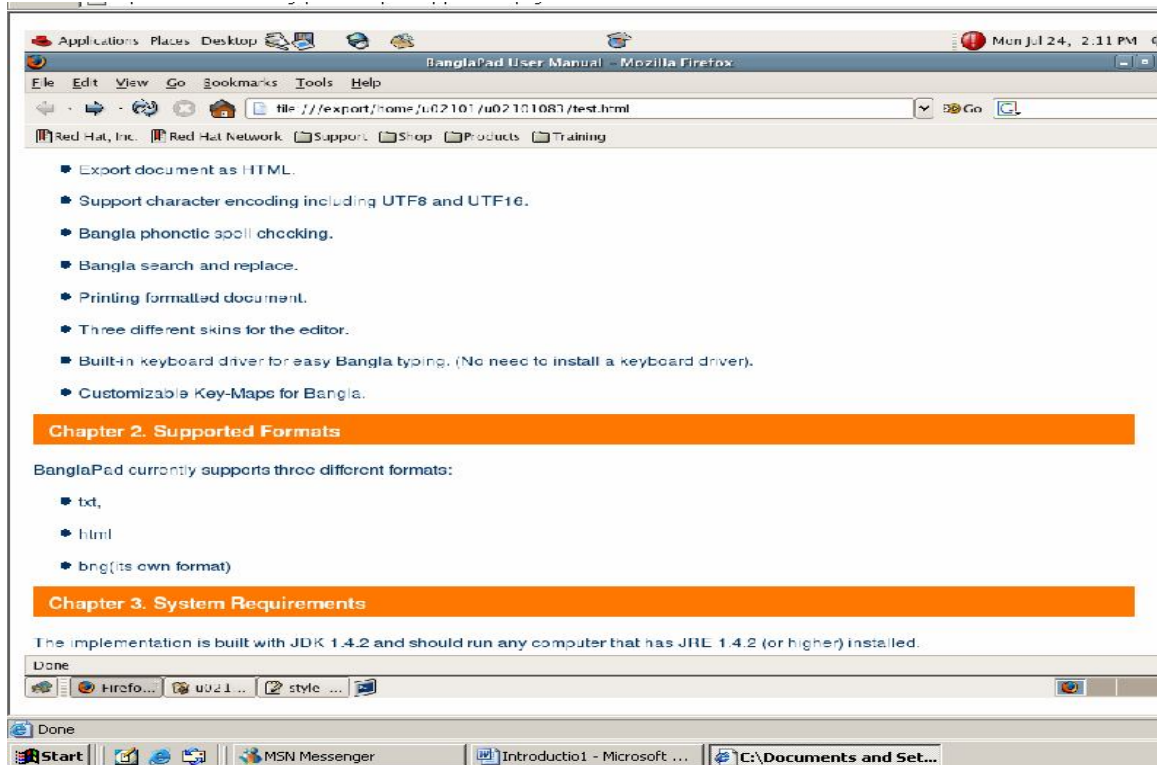 Applications Places Desktop Mon Jul 24, 2:11 PM
BanglaPad User Manual - Mozilla Firefox
File Edit View Go Bookmarks Tools Help
file:///export/home/u02101/u02101083/test.html Go
Red Hat, Inc. Red Hat Network Support Shop Products Training
Export document as HTML.
Support character encoding including UTF8 and UTF16.
Bangla phonetic spell checking.
Bangla search and replace.
Printing formatted document.
Three different skins for the editor.
Built-in keyboard driver for easy Bangla typing. (No need to install a keyboard driver).
Customizable Key-Maps for Bangla.
Chapter 2. Supported Formats
BanglaPad currently supports three different formats:
txt,
html
bng(its own format)
Chapter 3. System Requirements
The implementation is built with JDK 1.4.2 and should run any computer that has JRE 1.4.2 (or higher) installed.
Done
Firefo... u021... style ...
Done
Start MSN Messenger Introductio1 - Microsoft ... C:\Documents and Set...